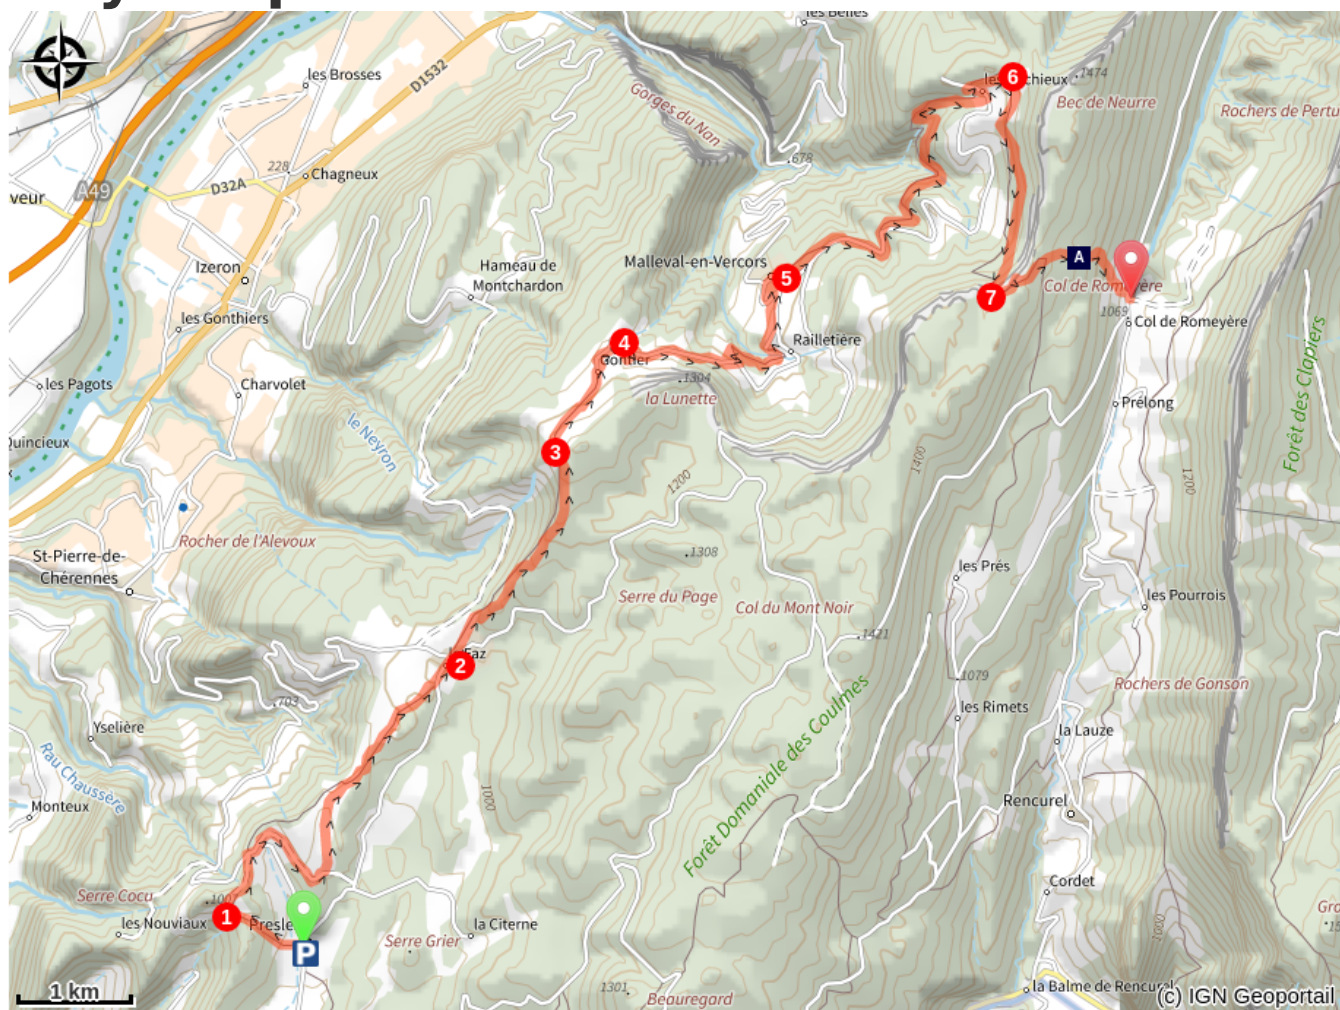 les Belles
les Brosses
D1532
Gorges du Nan
6
1474
Bec de Neurre
Rochers de Pertu
228
Chagneux
D32A
A49
veur
678
Izeron
Hameau de
Montchardon
Malleval-en-Vercors
5
A
Col de Romeyère
7
1069
Col de Romeyère
les Gonthiers
4
Gonner
Railletière
1304
la Lunette
les Pagots
Charvolet
Prélong
Forêt des Clapiers
Quincieux
le Neyron
3
1400
1200
1200
Rocher de l'Alevoux
St-Pierre-de-
Chérennes
1308
les Prés
Serre du Page
Col du Mont Noir
les Pourrois
1421
2
Faz
1079
Rochers de Gonson
703
les Rimets
Yselière
la Lauze
Rau Chaussère
Forêt Domaniale des Coulmes
1000
Monteux
Rencurel
Serre Cocu
Cordet
1
les Nouviaux
Presle
la Citerne
Serre Grier
P
1000
1301
Beauregard
la Balme de Rencurel
1 km
(c) IGN Geoportail